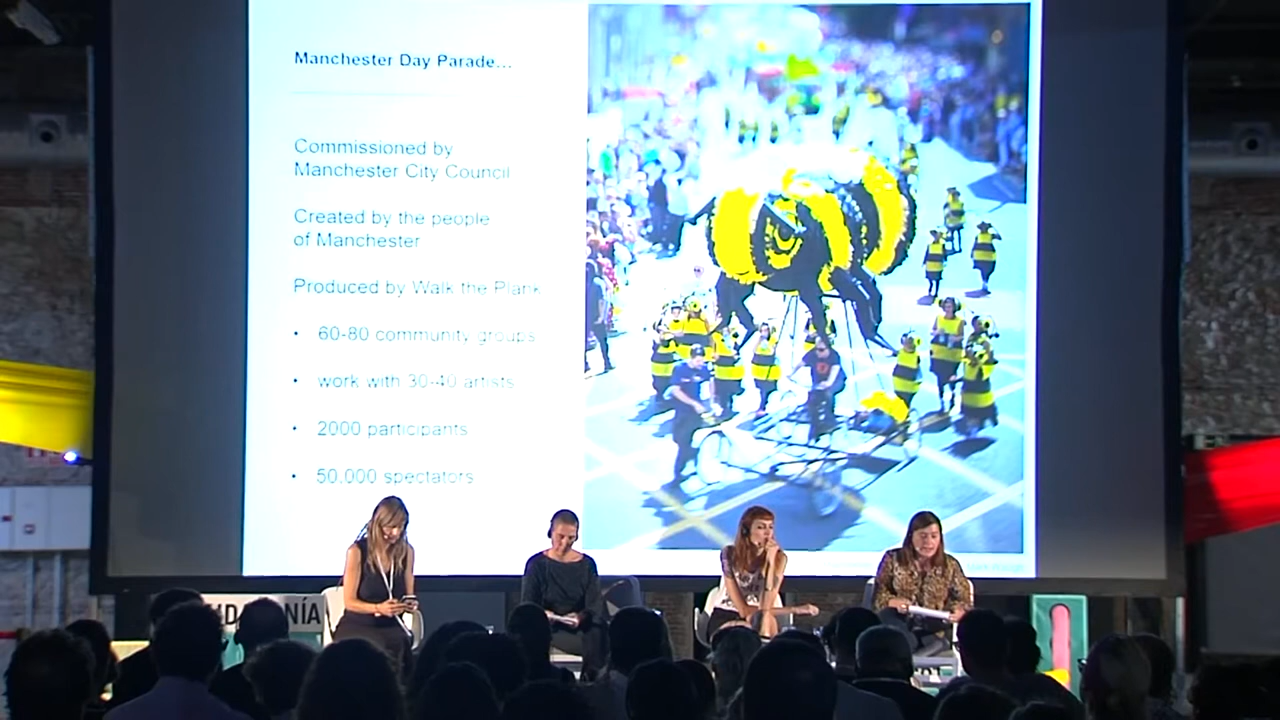 Manchester Day Parade...
Commissioned by
Manchester City Council
Created by the people
of Manchester
Produced by Walk the Plank
• 60-80 community groups
• work with 30-40 artists
• 2000 participants
• 50.000 spectators